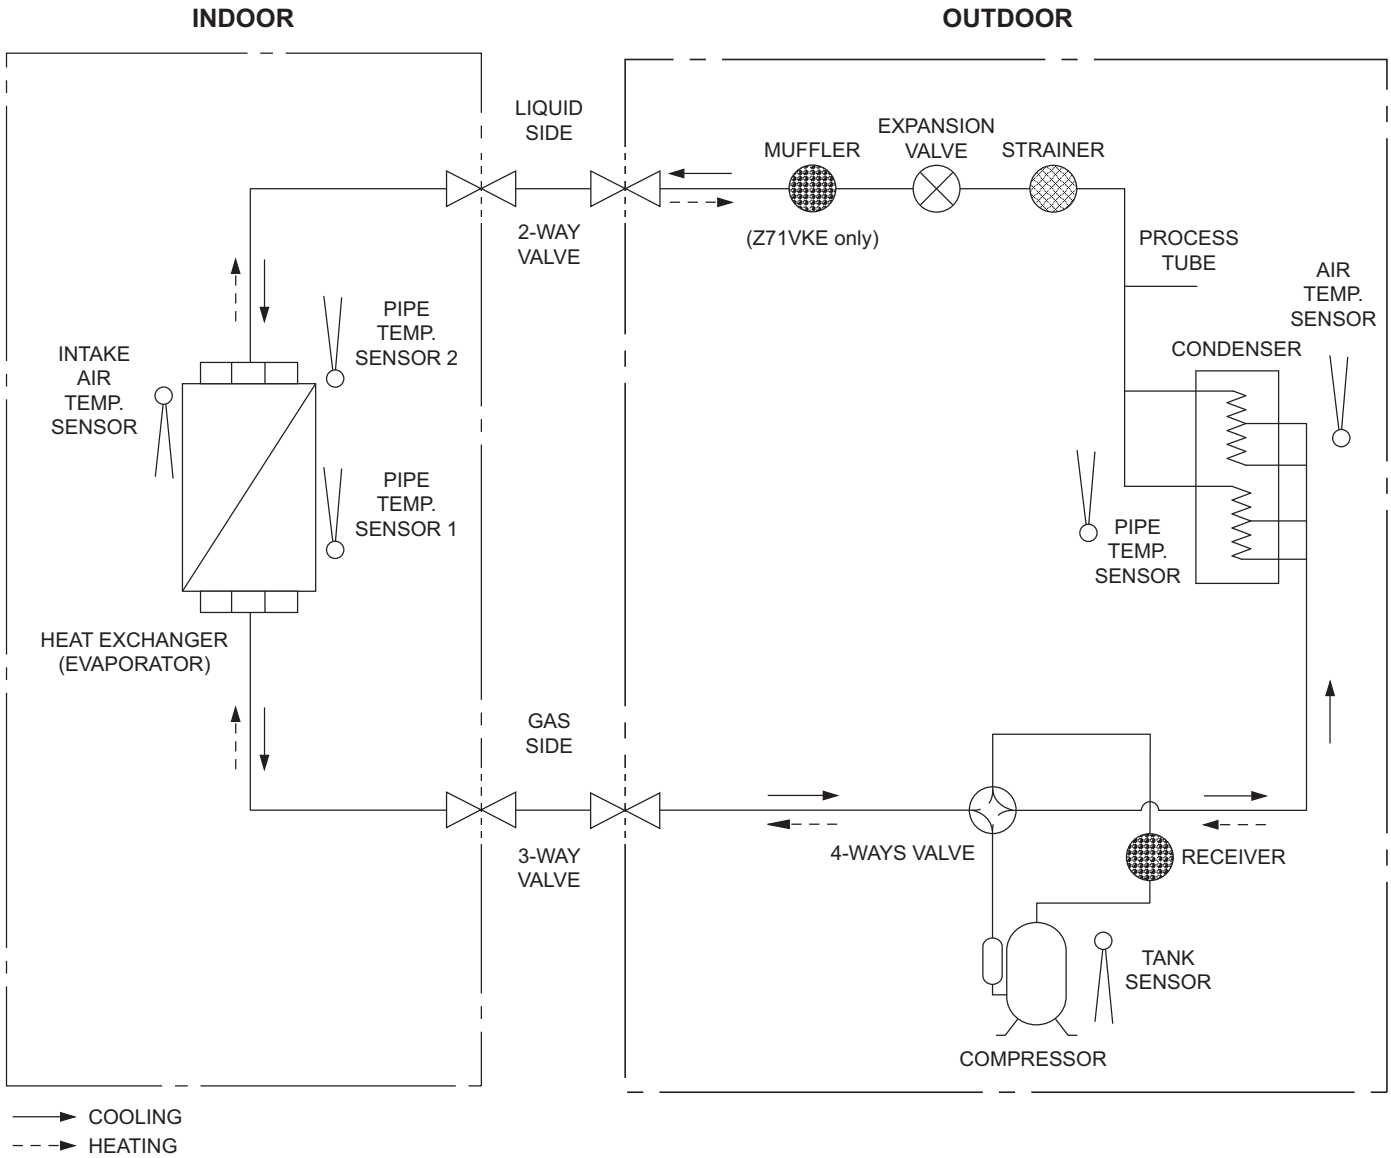 INDOOR
OUTDOOR
LIQUID
SIDE
2-WAY
VALVE
MUFFLER
(Z71VKE only)
EXPANSION
VALVE
STRAINER
PROCESS
TUBE
AIR
TEMP.
SENSOR
CONDENSER
PIPE
TEMP.
SENSOR 2
INTAKE
AIR
TEMP.
SENSOR
PIPE
TEMP.
SENSOR 1
PIPE
TEMP.
SENSOR
HEAT EXCHANGER
(EVAPORATOR)
GAS
SIDE
3-WAY
VALVE
4-WAYS VALVE
RECEIVER
TANK
SENSOR
COMPRESSOR
COOLING
HEATING